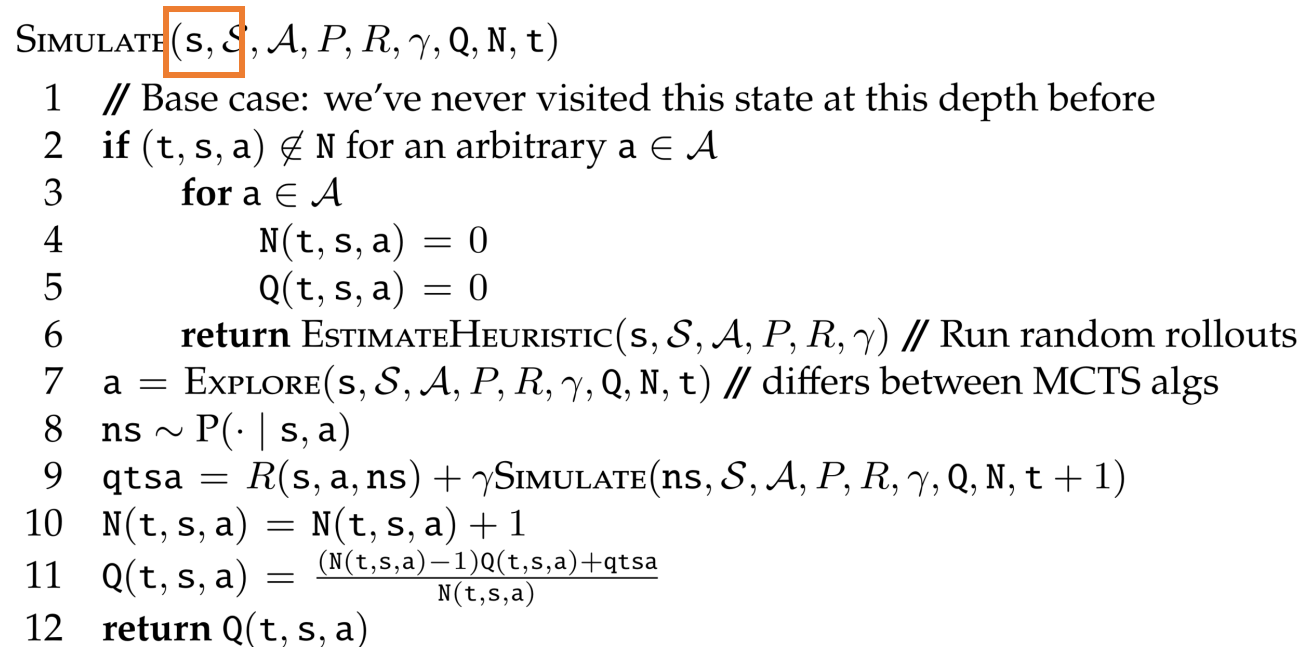 SIMULATE(s, 𝒮, 𝒜, P, R, γ, Q, N, t)
1 // Base case: we've never visited this state at this depth before
2 if (t, s, a) ∉ N for an arbitrary a ∈ 𝒜
3 for a ∈ 𝒜
4 N(t, s, a) = 0
5 Q(t, s, a) = 0
6 return ESTIMATEHEURISTIC(s, 𝒮, 𝒜, P, R, γ) // Run random rollouts
7 a = EXPLORE(s, 𝒮, 𝒜, P, R, γ, Q, N, t) // differs between MCTS algs
8 ns ∼ P(· | s, a)
9 qtsa = R(s, a, ns) + γSIMULATE(ns, 𝒮, 𝒜, P, R, γ, Q, N, t + 1)
10 N(t, s, a) = N(t, s, a) + 1
11 Q(t, s, a) = (N(t,s,a)−1)Q(t,s,a)+qtsa / N(t,s,a)
12 return Q(t, s, a)